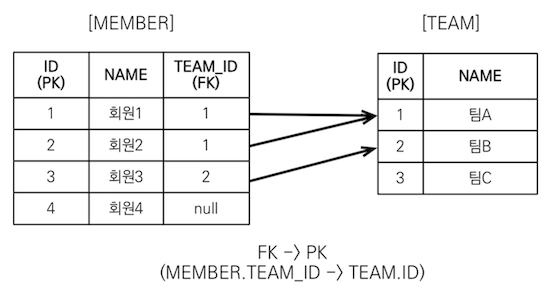 [MEMBER] [TEAM]
ID (PK) NAME TEAM_ID (FK)
1 회원1 1
2 회원2 1
3 회원3 2
4 회원4 null
ID (PK) NAME
1 팀A
2 팀B
3 팀C
FK -> PK
(MEMBER.TEAM_ID -> TEAM.ID)